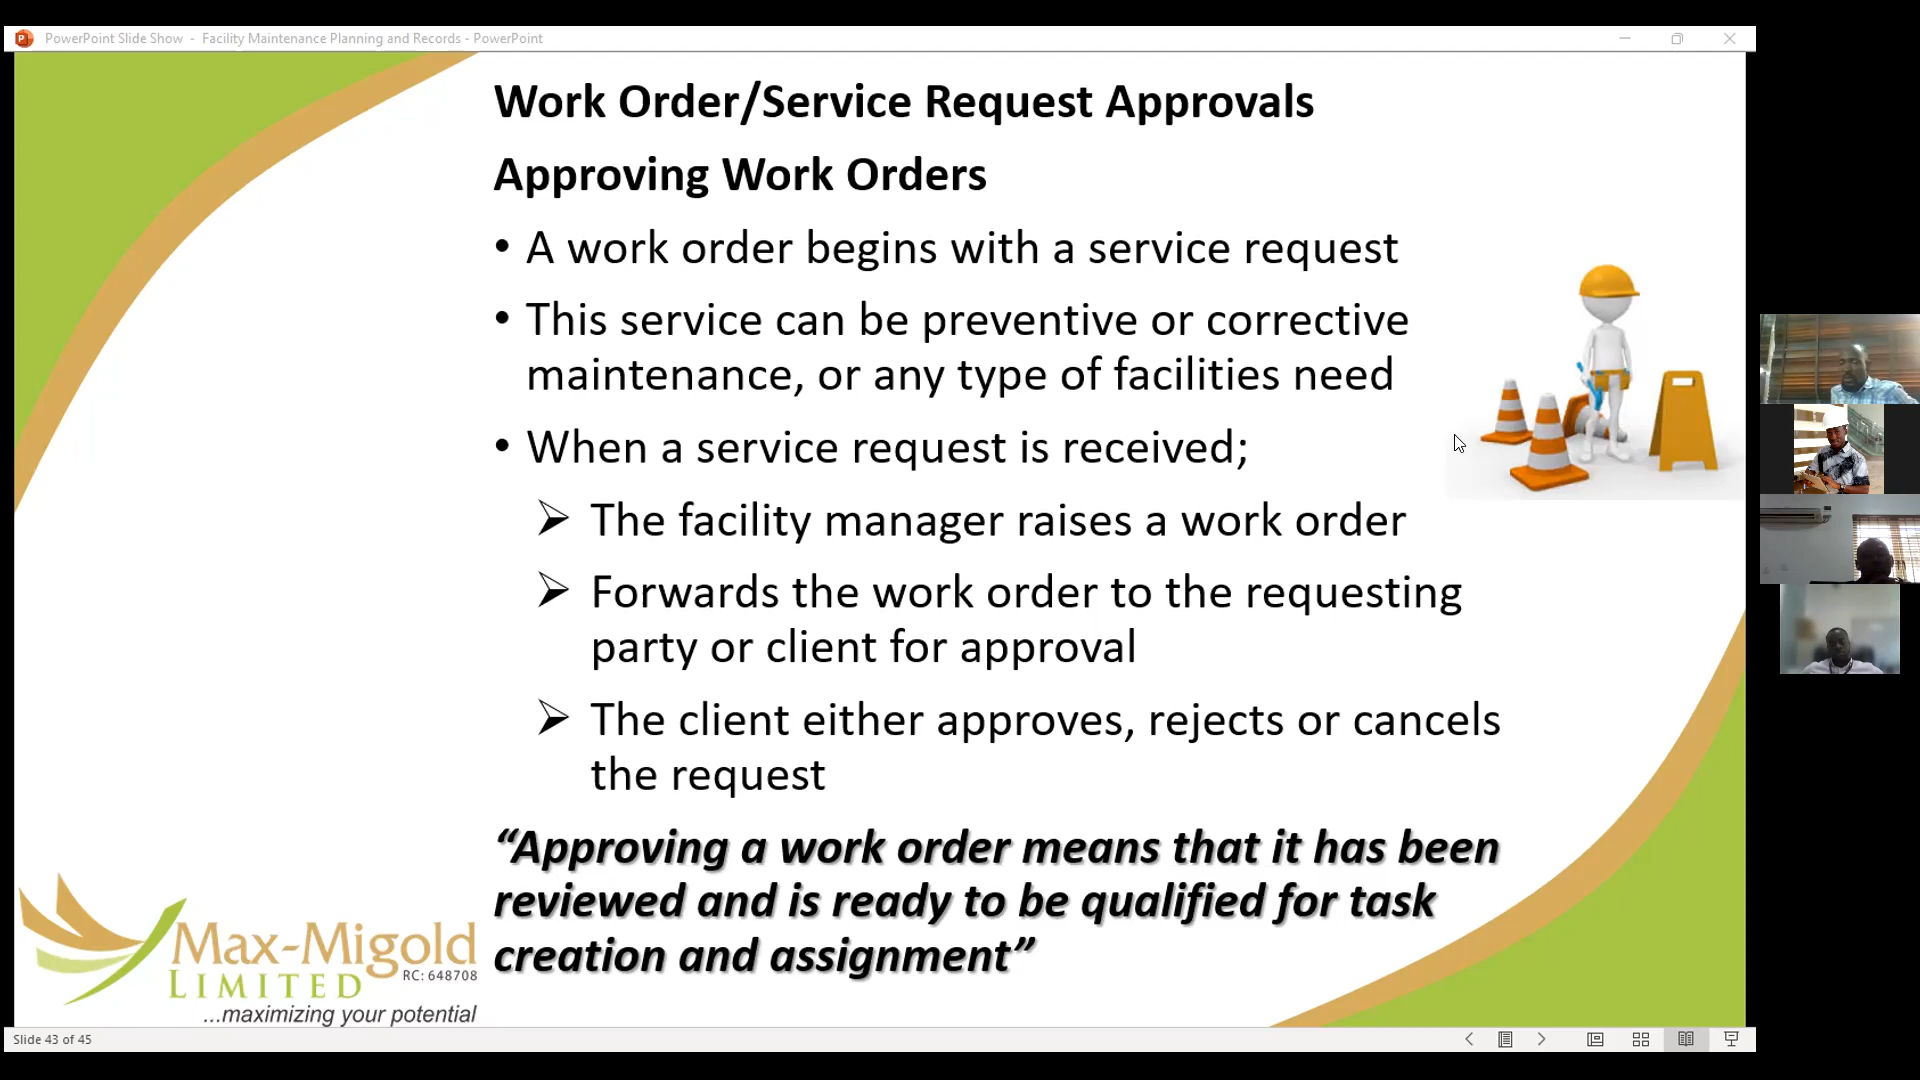 PowerPoint Slide Show - Facility Maintenance Planning and Records - PowerPoint
Work Order/Service Request Approvals
Approving Work Orders
• A work order begins with a service request
• This service can be preventive or corrective
maintenance, or any type of facilities need
• When a service request is received;
➢ The facility manager raises a work order
➢ Forwards the work order to the requesting
party or client for approval
➢ The client either approves, rejects or cancels
the request
“Approving a work order means that it has been
reviewed and is ready to be qualified for task
creation and assignment”
Max-Migold
LIMITED RC: 648708
...maximizing your potential
Slide 43 of 45